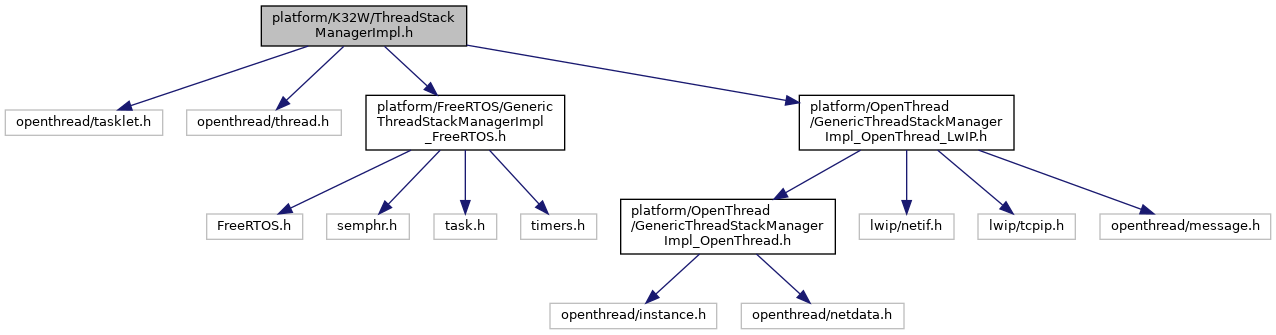 platform/K32W/ThreadStack
ManagerImpl.h
openthread/tasklet.h
openthread/thread.h
platform/FreeRTOS/Generic
ThreadStackManagerImpl
_FreeRTOS.h
platform/OpenThread
/GenericThreadStackManager
Impl_OpenThread_LwIP.h
FreeRTOS.h
semphr.h
task.h
timers.h
platform/OpenThread
/GenericThreadStackManager
Impl_OpenThread.h
lwip/netif.h
lwip/tcpip.h
openthread/message.h
openthread/instance.h
openthread/netdata.h